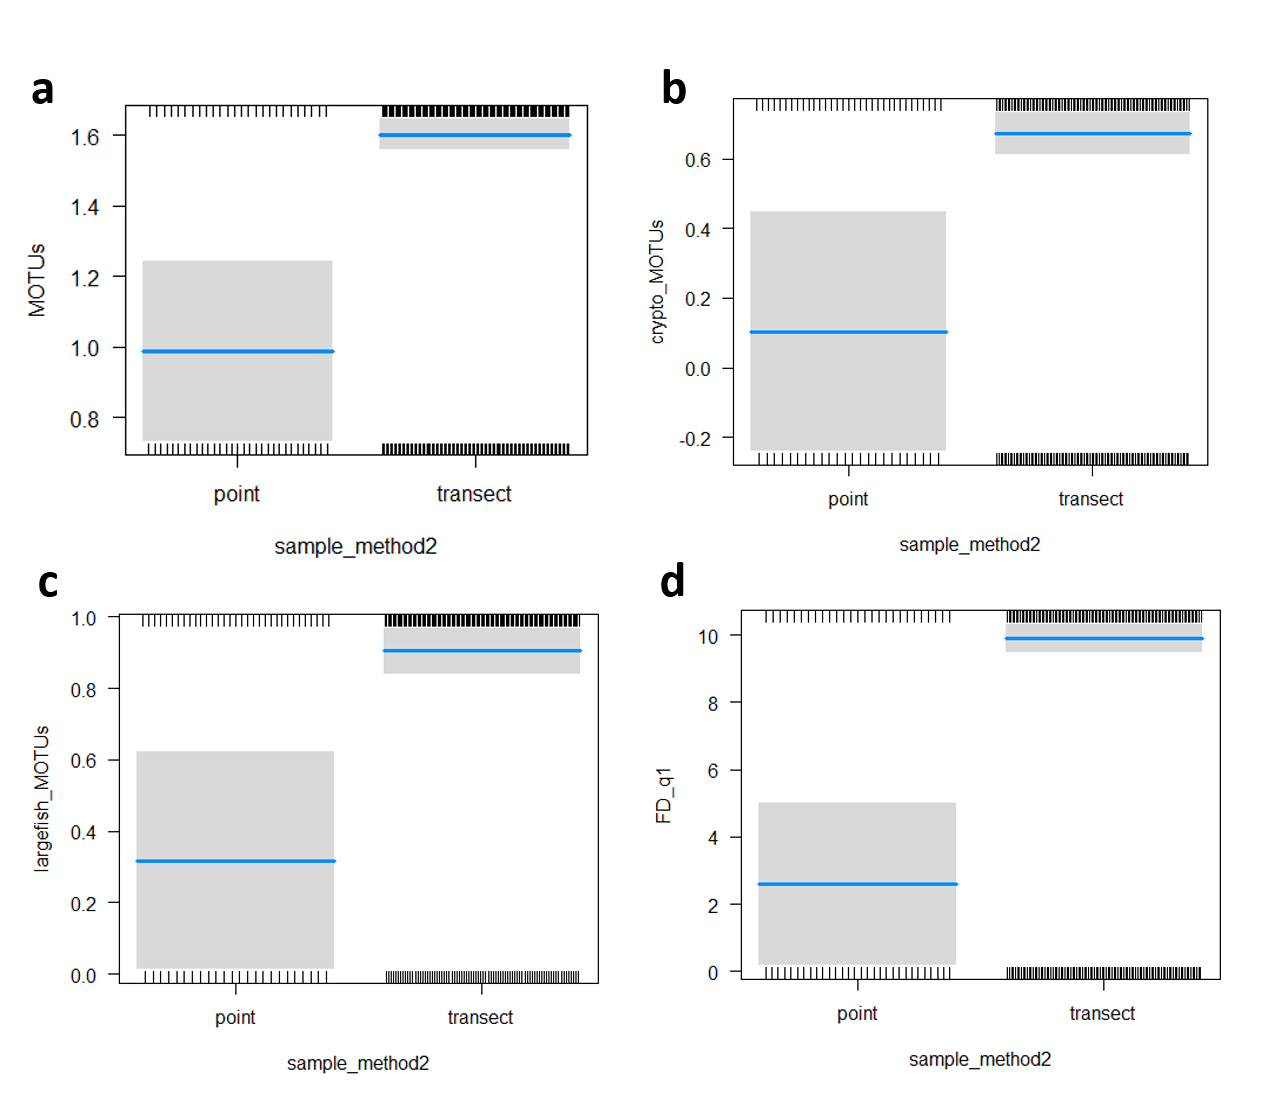 a
MOTUs
1.6
1.4
1.2
1.0
0.8
point transect
sample_method2
b
crypto_MOTUs
0.6
0.4
0.2
0.0
-0.2
point transect
sample_method2
c
largefish_MOTUs
1.0
0.8
0.6
0.4
0.2
0.0
point transect
sample_method2
d
FD_q1
10
8
6
4
2
0
point transect
sample_method2